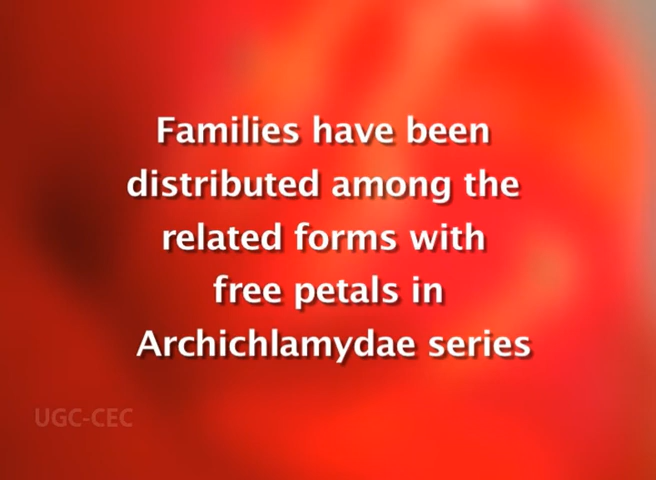 Families have been
distributed among the
related forms with
free petals in
Archichlamydae series
UGC-CEC